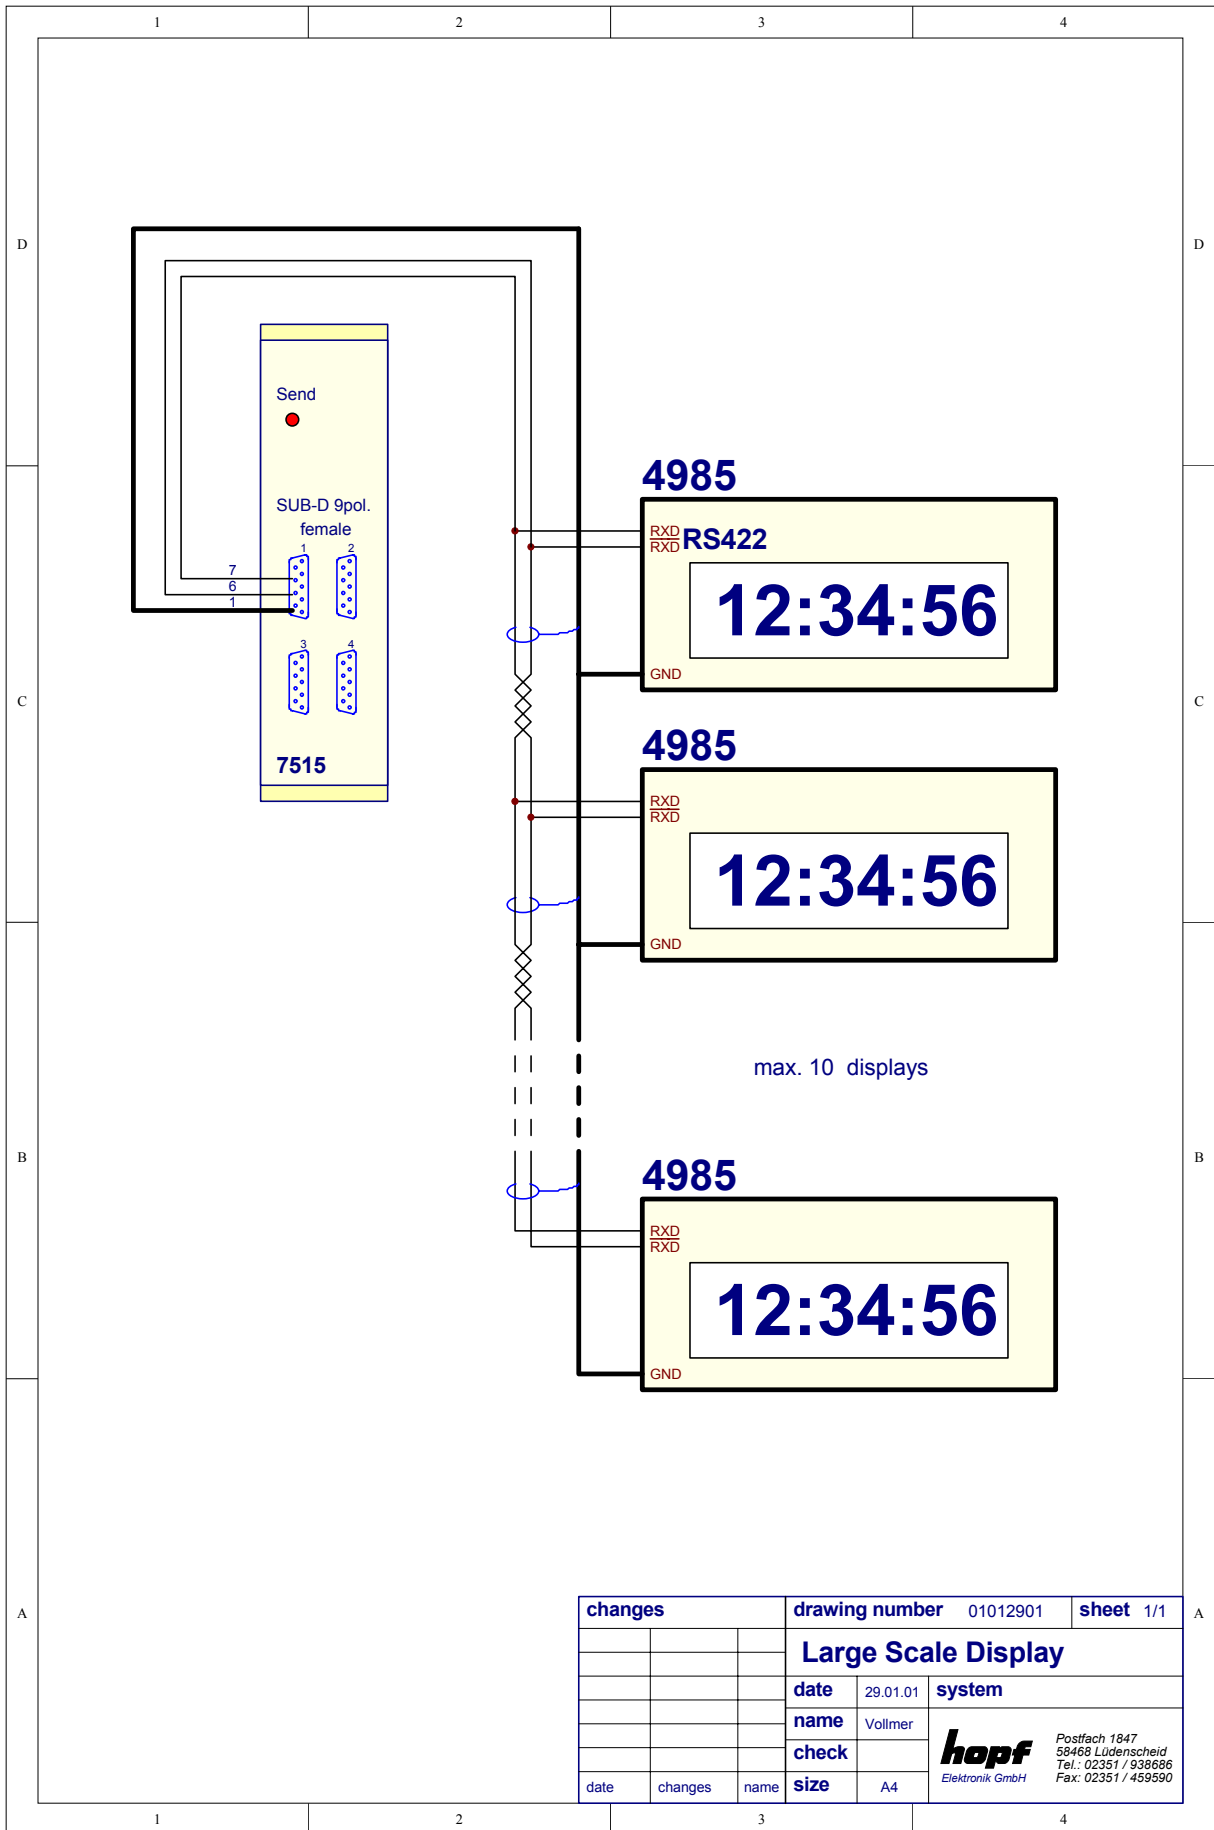 1 2 3 4
D D
Send
4985
SUB-D 9pol.
female
RXD
RXD RS422
1 2
7
6
1
12:34:56
3 4
GND
C C
4985
7515
RXD
RXD
12:34:56
GND
max. 10 displays
B B
4985
RXD
RXD
12:34:56
GND
A A
changes drawing number 01012901 sheet 1/1
Large Scale Display
date 29.01.01 system
name Vollmer
check
size A4
date changes name
hopf
Elektronik GmbH
Postfach 1847
58468 Lüdenscheid
Tel.: 02351 / 938686
Fax: 02351 / 459590
1 2 3 4